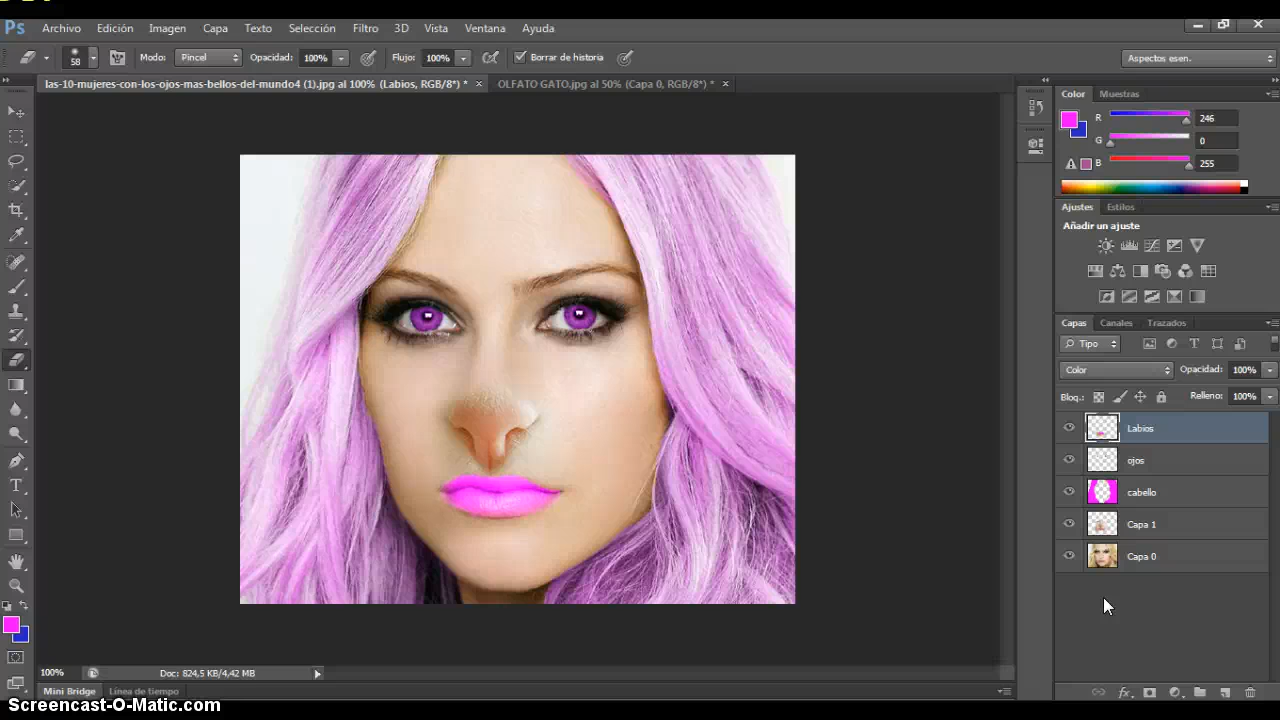 Ps Archivo Edición Imagen Capa Texto Selección Filtro 3D Vista Ventana Ayuda
58 Modo: Pincel Opacidad: 100% Flujo: 100% Borrar de historia Aspectos esen.
las-10-mujeres-con-los-ojos-mas-bellos-del-mundo4 (1).jpg al 100% (Labios, RGB/8*) * × OLFATO GATO.jpg al 50% (Capa 0, RGB/8*) * ×
Color Muestras
R 246
G 0
B 255
Ajustes Estilos
Añadir un ajuste
Capas Canales Trazados
Tipo
Color Opacidad: 100%
Bloq.: Relleno: 100%
Labios
ojos
cabello
Capa 1
Capa 0
100% Doc: 824,5 KB/4,42 MB
Mini Bridge Línea de tiempo
fx
Screencast-O-Matic.com